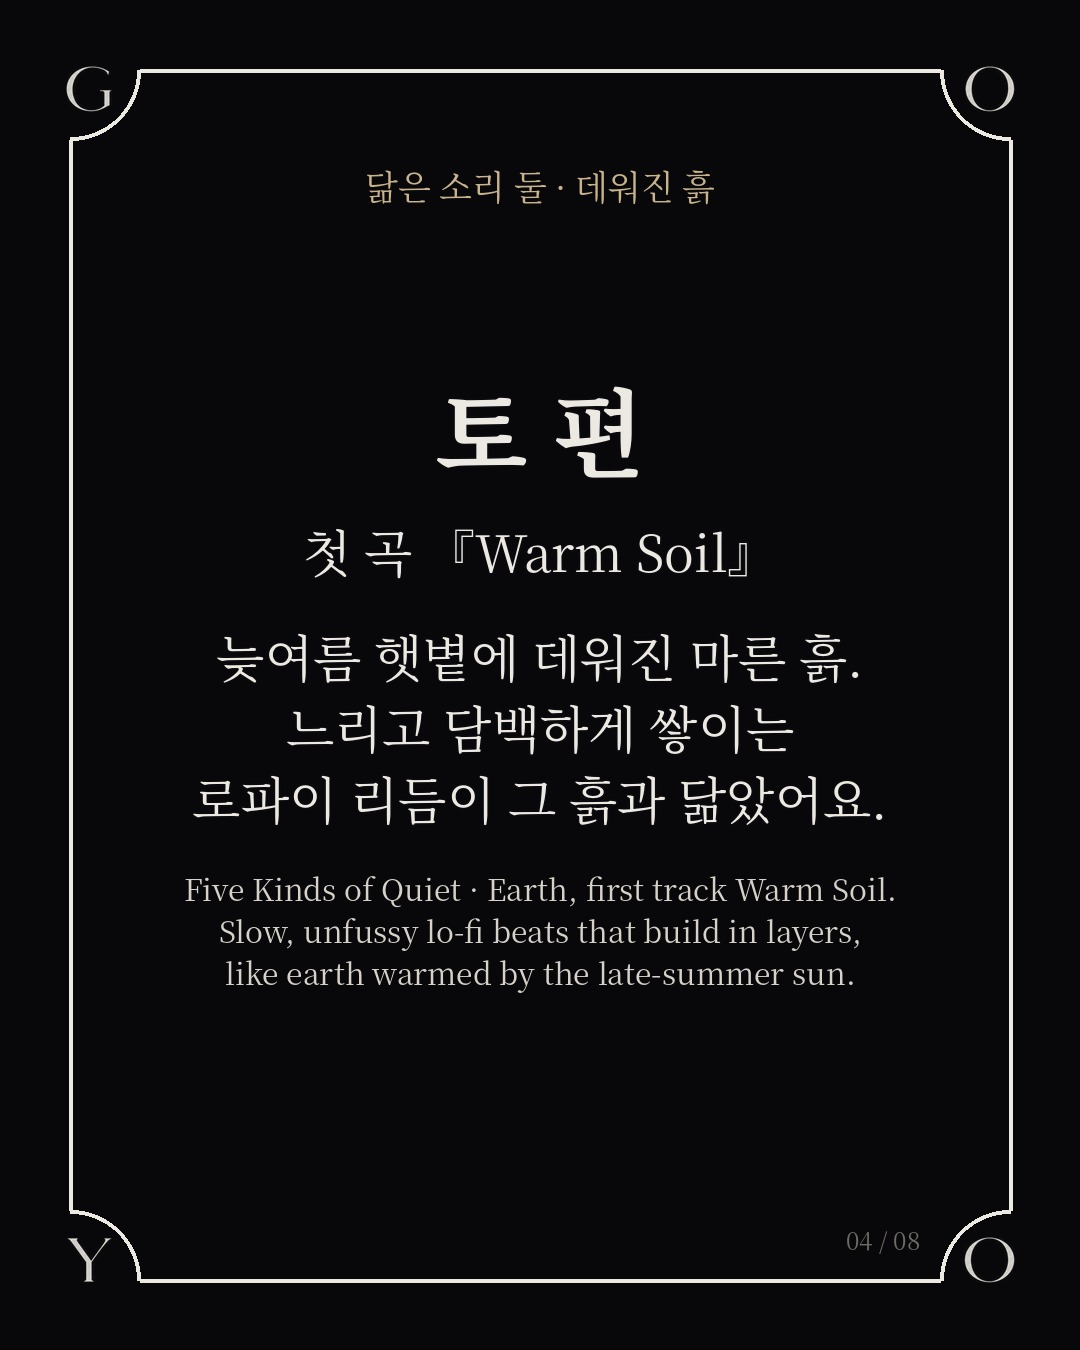 G O
닮은 소리 둘 · 데워진 흙
토 편
첫 곡 『Warm Soil』
늦여름 햇볕에 데워진 마른 흙.
느리고 담백하게 쌓이는
로파이 리듬이 그 흙과 닮았어요.
Five Kinds of Quiet · Earth, first track Warm Soil.
Slow, unfussy lo-fi beats that build in layers,
like earth warmed by the late-summer sun.
04 / 08
Y O